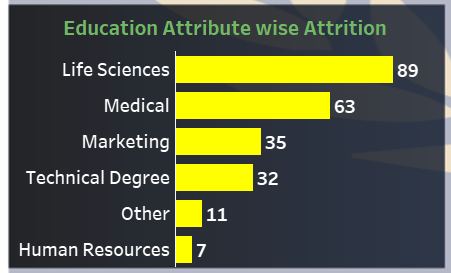 Education Attribute wise Attrition
Life Sciences 89
Medical 63
Marketing 35
Technical Degree 32
Other 11
Human Resources 7